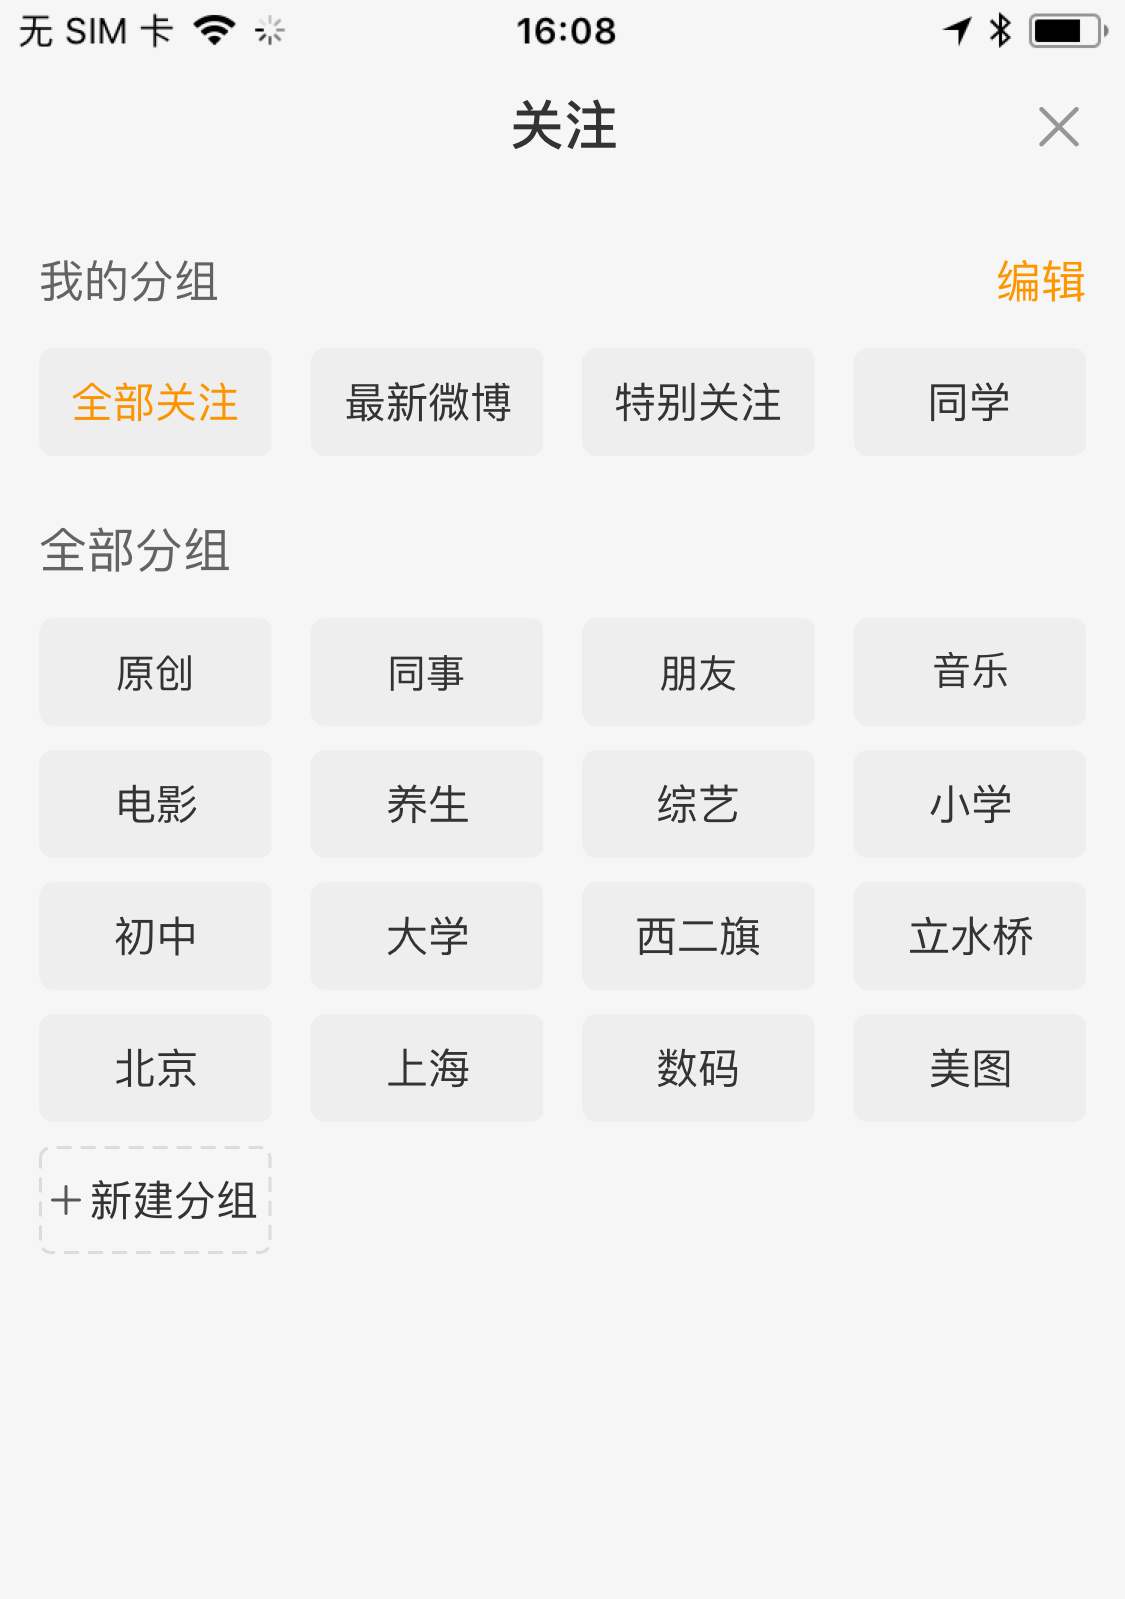 无 SIM 卡 16:08
关注
我的分组 编辑
全部关注 最新微博 特别关注 同学
全部分组
原创 同事 朋友 音乐
电影 养生 综艺 小学
初中 大学 西二旗 立水桥
北京 上海 数码 美图
+ 新建分组